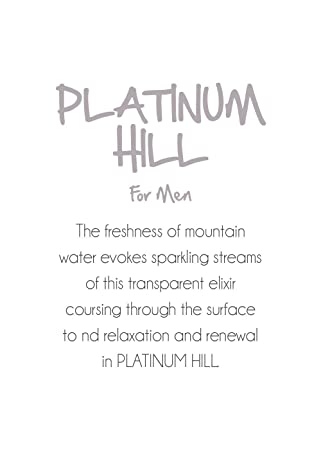 PLATINUM
HILL
For Men
The freshness of mountain
water evokes sparkling streams
of this transparent elixir
coursing through the surface
to nd relaxation and renewal
in PLATINUM HILL